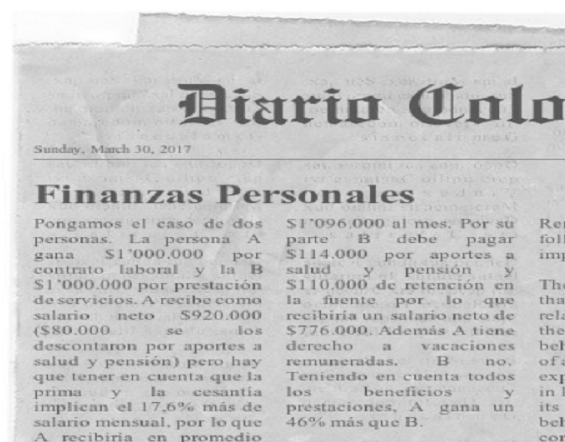 Diario Colo
Sunday, March 30, 2017
Finanzas Personales
Pongamos el caso de dos
personas. La persona A
gana $1’000.000 por
contrato laboral y la B
$1’000.000 por prestación
de servicios. A recibe como
salario neto $920.000
($80.000 se los
descontaron por aportes a
salud y pensión) pero hay
que tener en cuenta que la
prima y la cesantía
implican el 17,6% más de
salario mensual, por lo que
A recibiría en promedio
$1’096.000 al mes. Por su
parte B debe pagar
$114.000 por aportes a
salud y pensión y
$110.000 de retención en
la fuente por lo que
recibiría un salario neto de
$776.000. Además A tiene
derecho a vacaciones
remuneradas. B no.
Teniendo en cuenta todos
los beneficios y
prestaciones, A gana un
46% más que B.